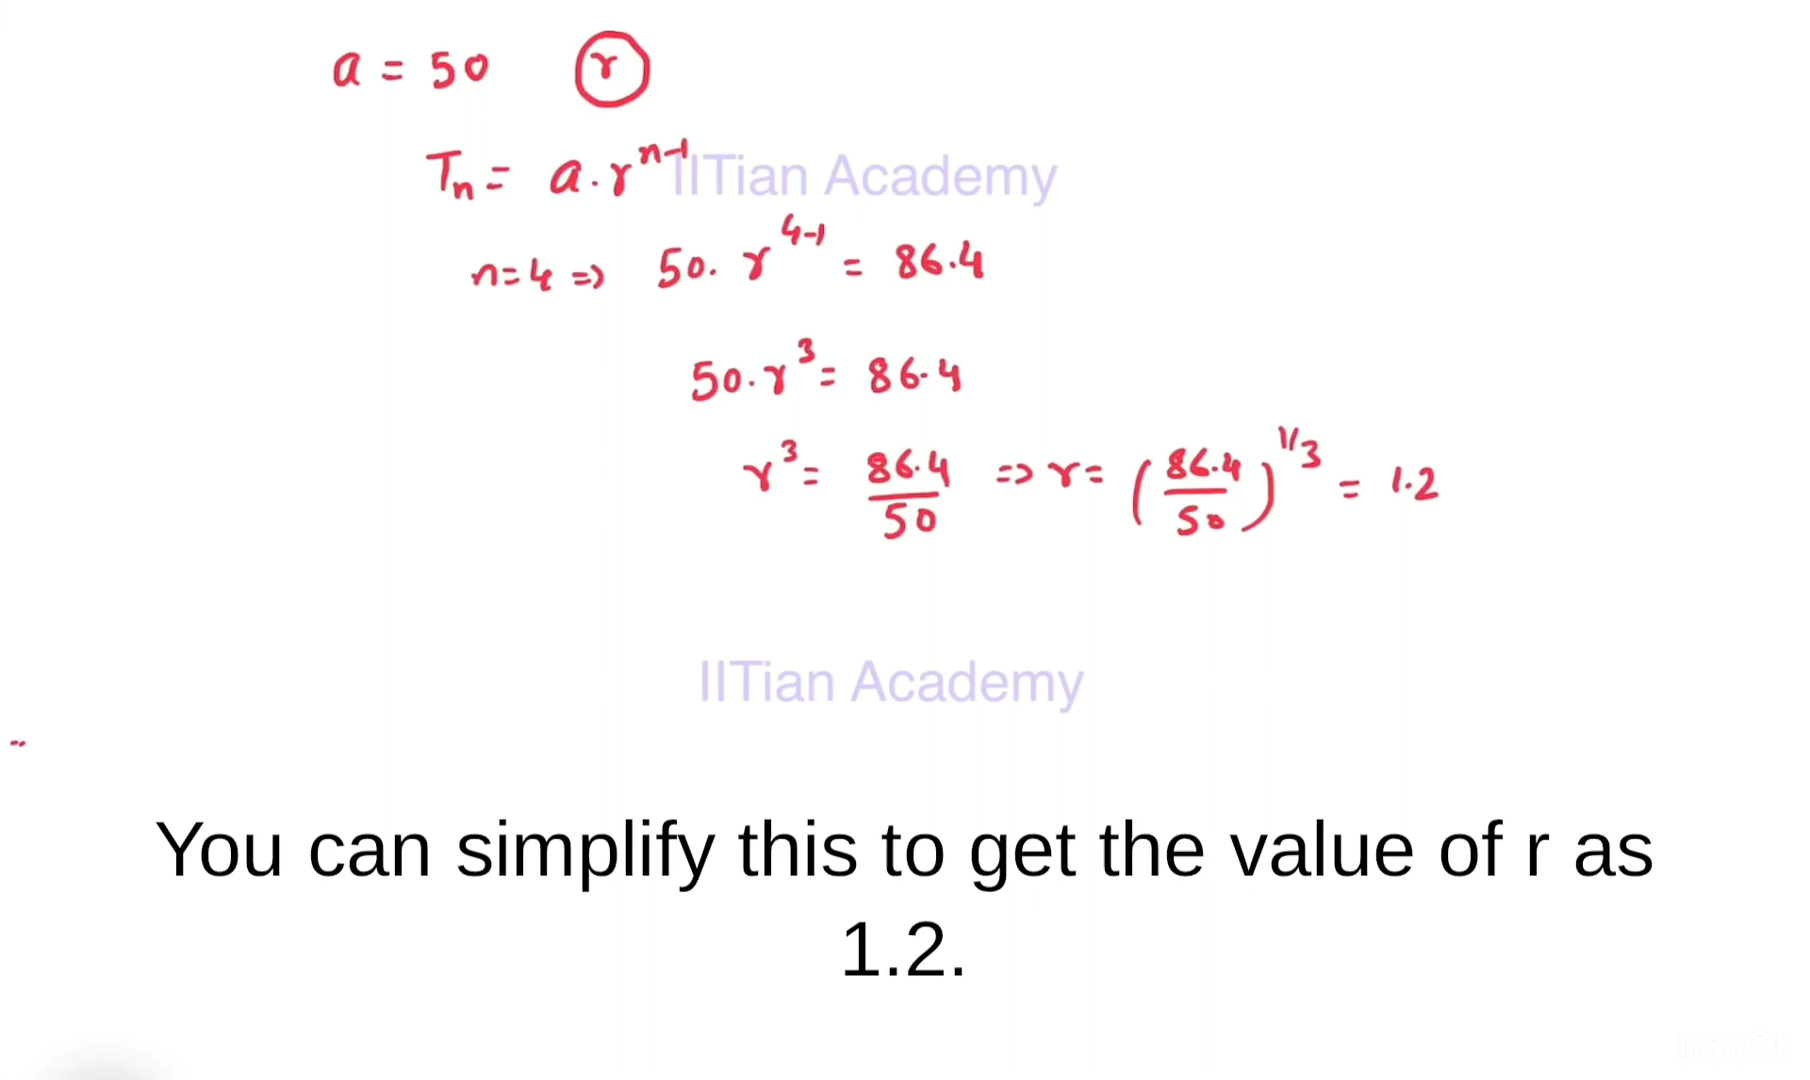 a = 50 r
Tn = a.r^n-1
IITian Academy
n=4 => 50. r^4-1 = 86.4
50.r^3 = 86.4
r^3 = 86.4/50 => r = (86.4/50)^1/3 = 1.2
IITian Academy
You can simplify this to get the value of r as
1.2.